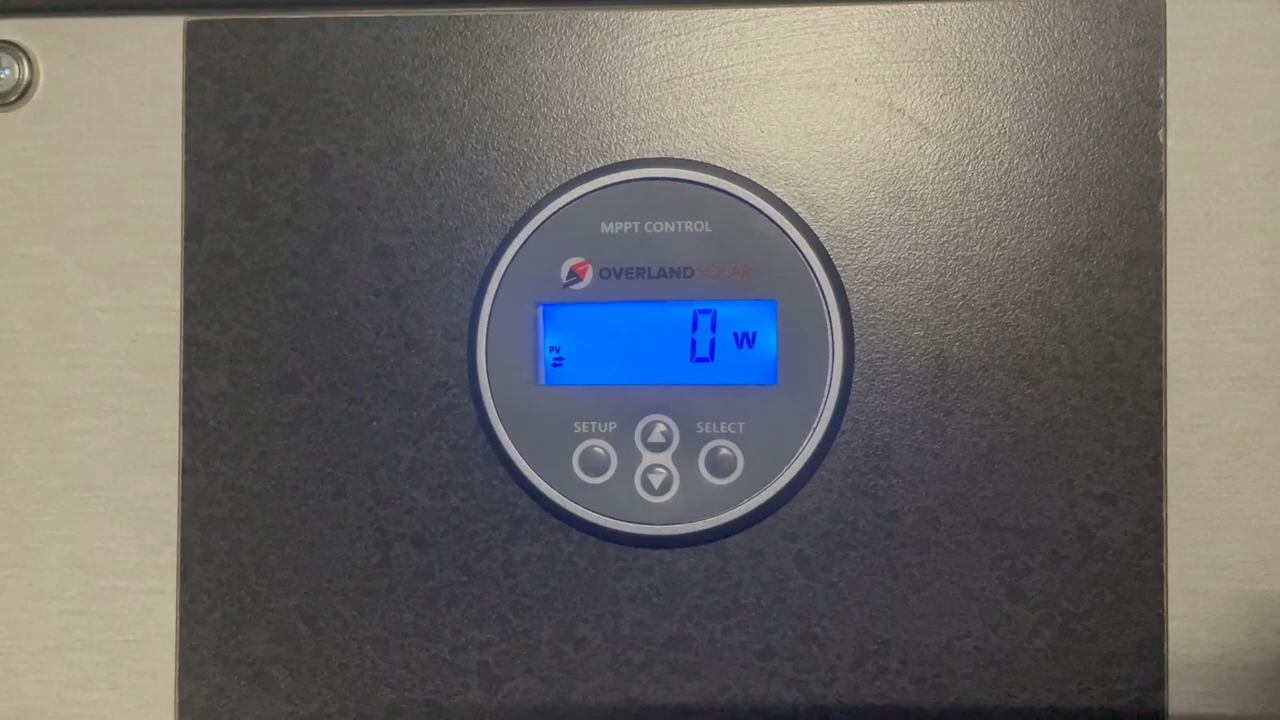 MPPT CONTROL
OVERLANDSOLAR
0 W
PV
SETUP
SELECT